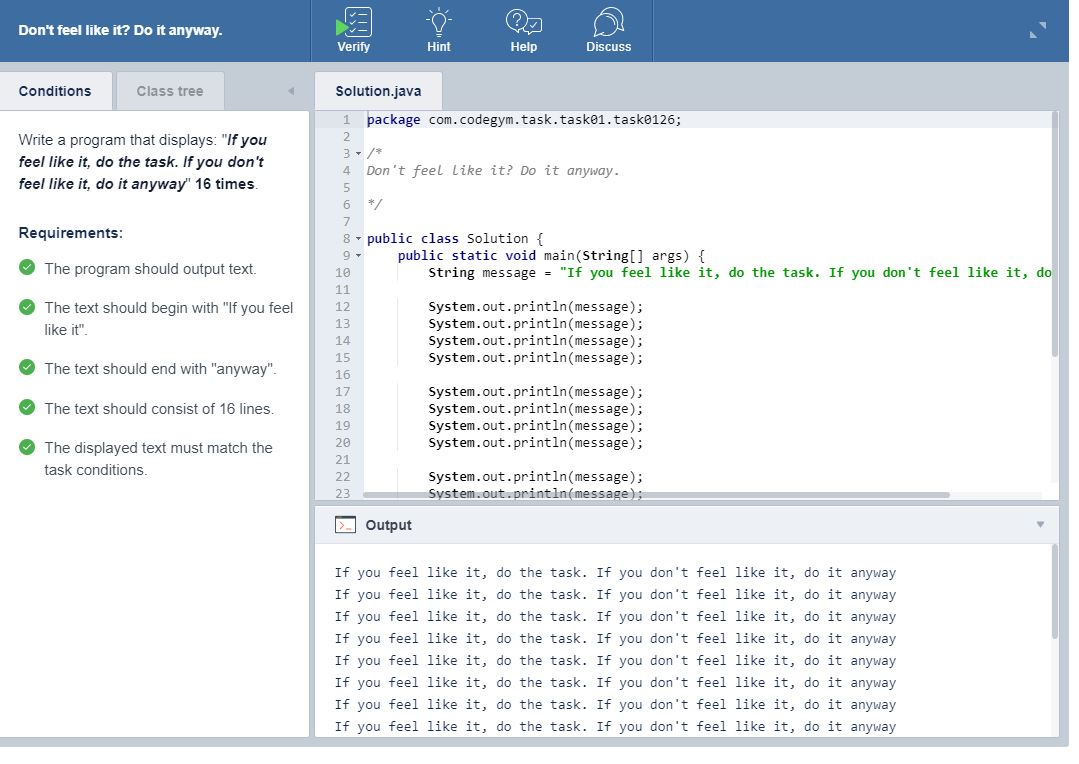 Don't feel like it? Do it anyway.
Verify
Hint
Help
Discuss
Conditions
Class tree
Write a program that displays: "If you
feel like it, do the task. If you don't
feel like it, do it anyway" 16 times.
Requirements:
The program should output text.
The text should begin with "If you feel
like it".
The text should end with "anyway".
The text should consist of 16 lines.
The displayed text must match the
task conditions.
Solution.java
1 package com.codegym.task.task01.task0126;
2
3 /*
4 Don't feel like it? Do it anyway.
5
6 */
7
8 public class Solution {
9 public static void main(String[] args) {
10 String message = "If you feel like it, do the task. If you don't feel like it, do
11
12 System.out.println(message);
13 System.out.println(message);
14 System.out.println(message);
15 System.out.println(message);
16
17 System.out.println(message);
18 System.out.println(message);
19 System.out.println(message);
20 System.out.println(message);
21
22 System.out.println(message);
23 System.out.println(message);
Output
If you feel like it, do the task. If you don't feel like it, do it anyway
If you feel like it, do the task. If you don't feel like it, do it anyway
If you feel like it, do the task. If you don't feel like it, do it anyway
If you feel like it, do the task. If you don't feel like it, do it anyway
If you feel like it, do the task. If you don't feel like it, do it anyway
If you feel like it, do the task. If you don't feel like it, do it anyway
If you feel like it, do the task. If you don't feel like it, do it anyway
If you feel like it, do the task. If you don't feel like it, do it anyway